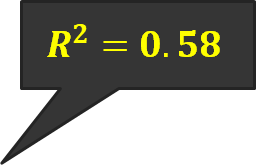 R² = 0.58